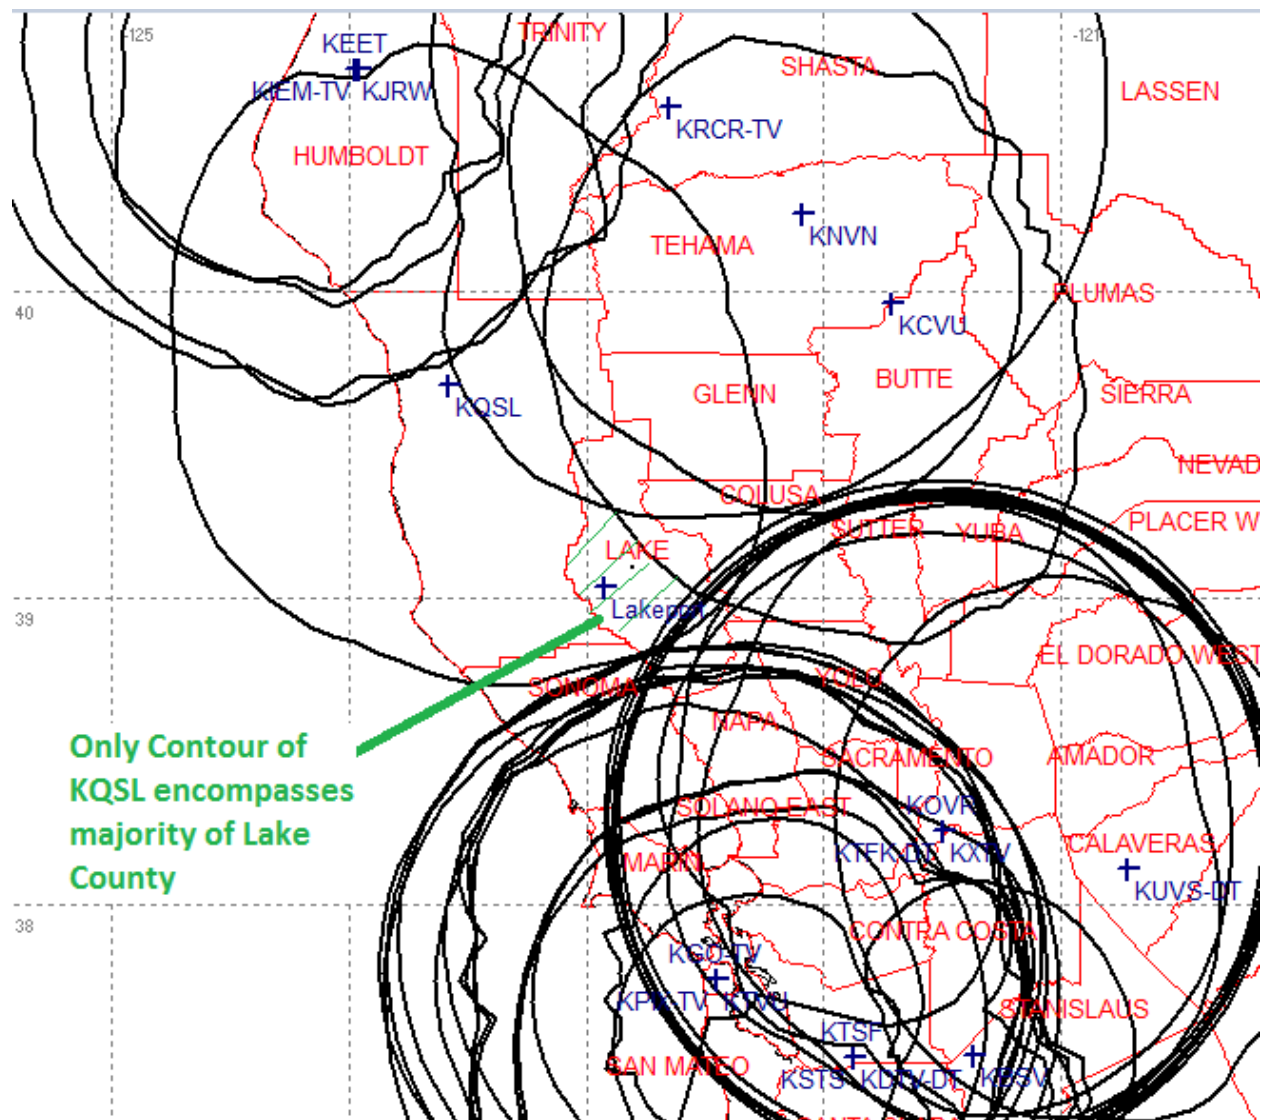 -125
-121
TRINITY
KEET
SHASTA
KIEM-TV KJRW
LASSEN
KRCR-TV
HUMBOLDT
KNVN
TEHAMA
PLUMAS
40
KCVU
BUTTE
GLENN
SIERRA
KQSL
NEVAD
COLUSA
SUTTER YUBA
PLACER W
LAKE
39
EL DORADO WEST
SONOMA
YOLO
NAPA
Only Contour of
KQSL encompasses
majority of Lake
County
SACRAMENTO
AMADOR
SOLANO EAST
KOVR
KTFK-DT KXTV
CALAVERAS
MARIN
KUVS-DT
38
CONTRA COSTA
KGO-TV
KPIX-TV KTVU
STANISLAUS
KTSF
SAN MATEO
KSTS KDTV-DT